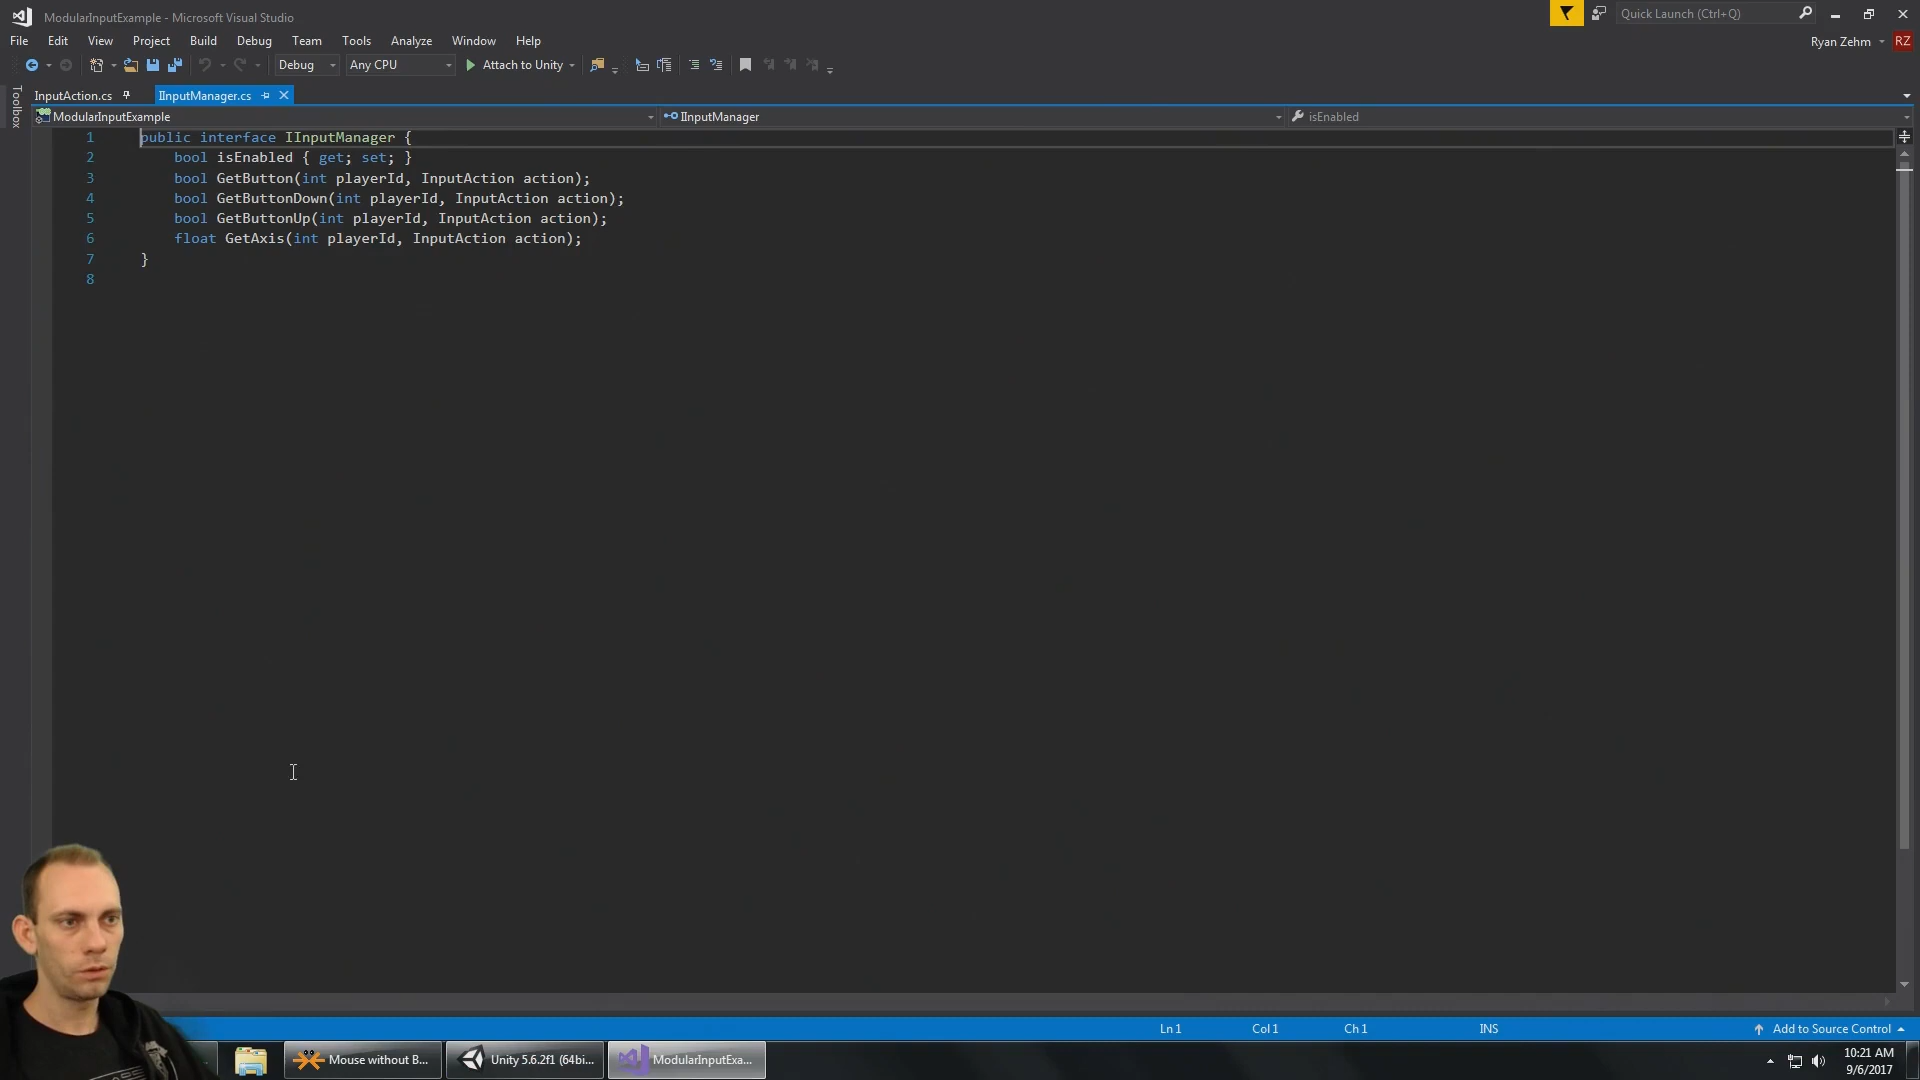 ModularInputExample - Microsoft Visual Studio
Quick Launch (Ctrl+Q)
File Edit View Project Build Debug Team Tools Analyze Window Help
Ryan Zehm RZ
Debug Any CPU Attach to Unity
Toolbox
InputAction.cs IInputManager.cs
ModularInputExample IInputManager isEnabled
1 public interface IInputManager {
2 bool isEnabled { get; set; }
3 bool GetButton(int playerId, InputAction action);
4 bool GetButtonDown(int playerId, InputAction action);
5 bool GetButtonUp(int playerId, InputAction action);
6 float GetAxis(int playerId, InputAction action);
7 }
8
Ln 1 Col 1 Ch 1 INS Add to Source Control
Mouse without B... Unity 5.6.2f1 (64bi... ModularInputExa...
10:21 AM
9/6/2017